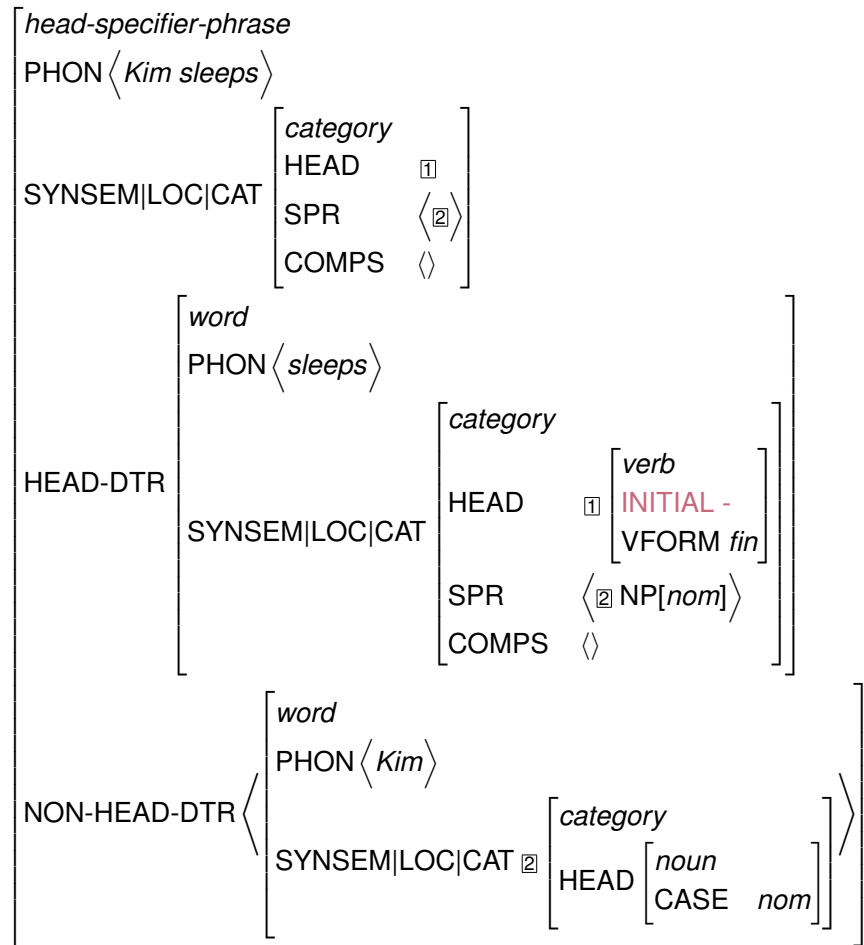 head-specifier-phrase
PHON ⟨Kim sleeps⟩
category
HEAD 1
SYNSEM|LOC|CAT
SPR ⟨2⟩
COMPS ⟨⟩
word
PHON ⟨sleeps⟩
category
verb
HEAD-DTR
HEAD 1 INITIAL -
SYNSEM|LOC|CAT
VFORM fin
SPR ⟨2 NP[nom]⟩
COMPS ⟨⟩
word
PHON ⟨Kim⟩
NON-HEAD-DTR
category
SYNSEM|LOC|CAT 2
HEAD noun
CASE nom